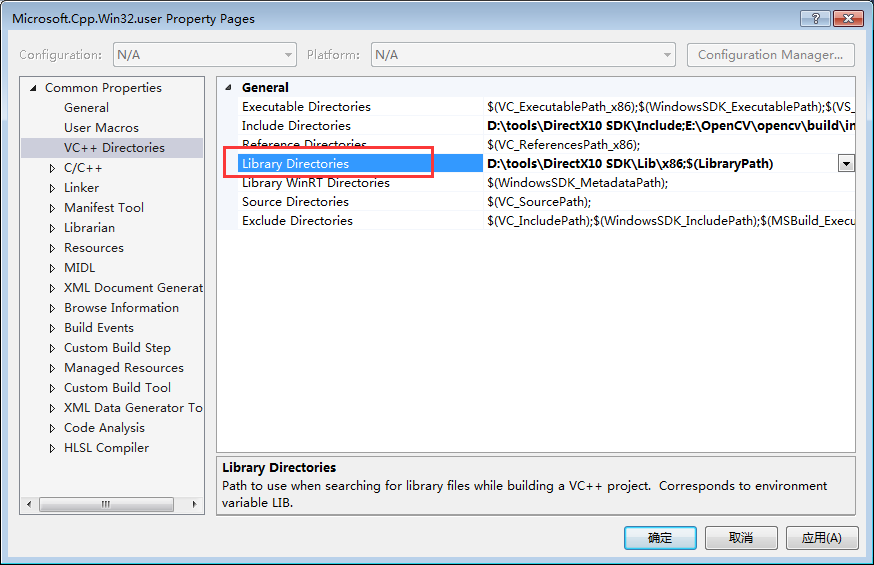 Microsoft.Cpp.Win32.user Property Pages
Configuration: N/A Platform: N/A Configuration Manager...
Common Properties
General
User Macros
VC++ Directories
C/C++
Linker
Manifest Tool
Librarian
Resources
MIDL
XML Document Generat
Browse Information
Build Events
Custom Build Step
Managed Resources
Custom Build Tool
XML Data Generator To
Code Analysis
HLSL Compiler
General
Executable Directories $(VC_ExecutablePath_x86);$(WindowsSDK_ExecutablePath);$(VS_
Include Directories D:\tools\DirectX10 SDK\Include;E:\OpenCV\opencv\build\in
Reference Directories $(VC_ReferencesPath_x86);
Library Directories D:\tools\DirectX10 SDK\Lib\x86;$(LibraryPath)
Library WinRT Directories $(WindowsSDK_MetadataPath);
Source Directories $(VC_SourcePath);
Exclude Directories $(VC_IncludePath);$(WindowsSDK_IncludePath);$(MSBuild_Execu
Library Directories
Path to use when searching for library files while building a VC++ project.  Corresponds to environment
variable LIB.
确定 取消 应用(A)